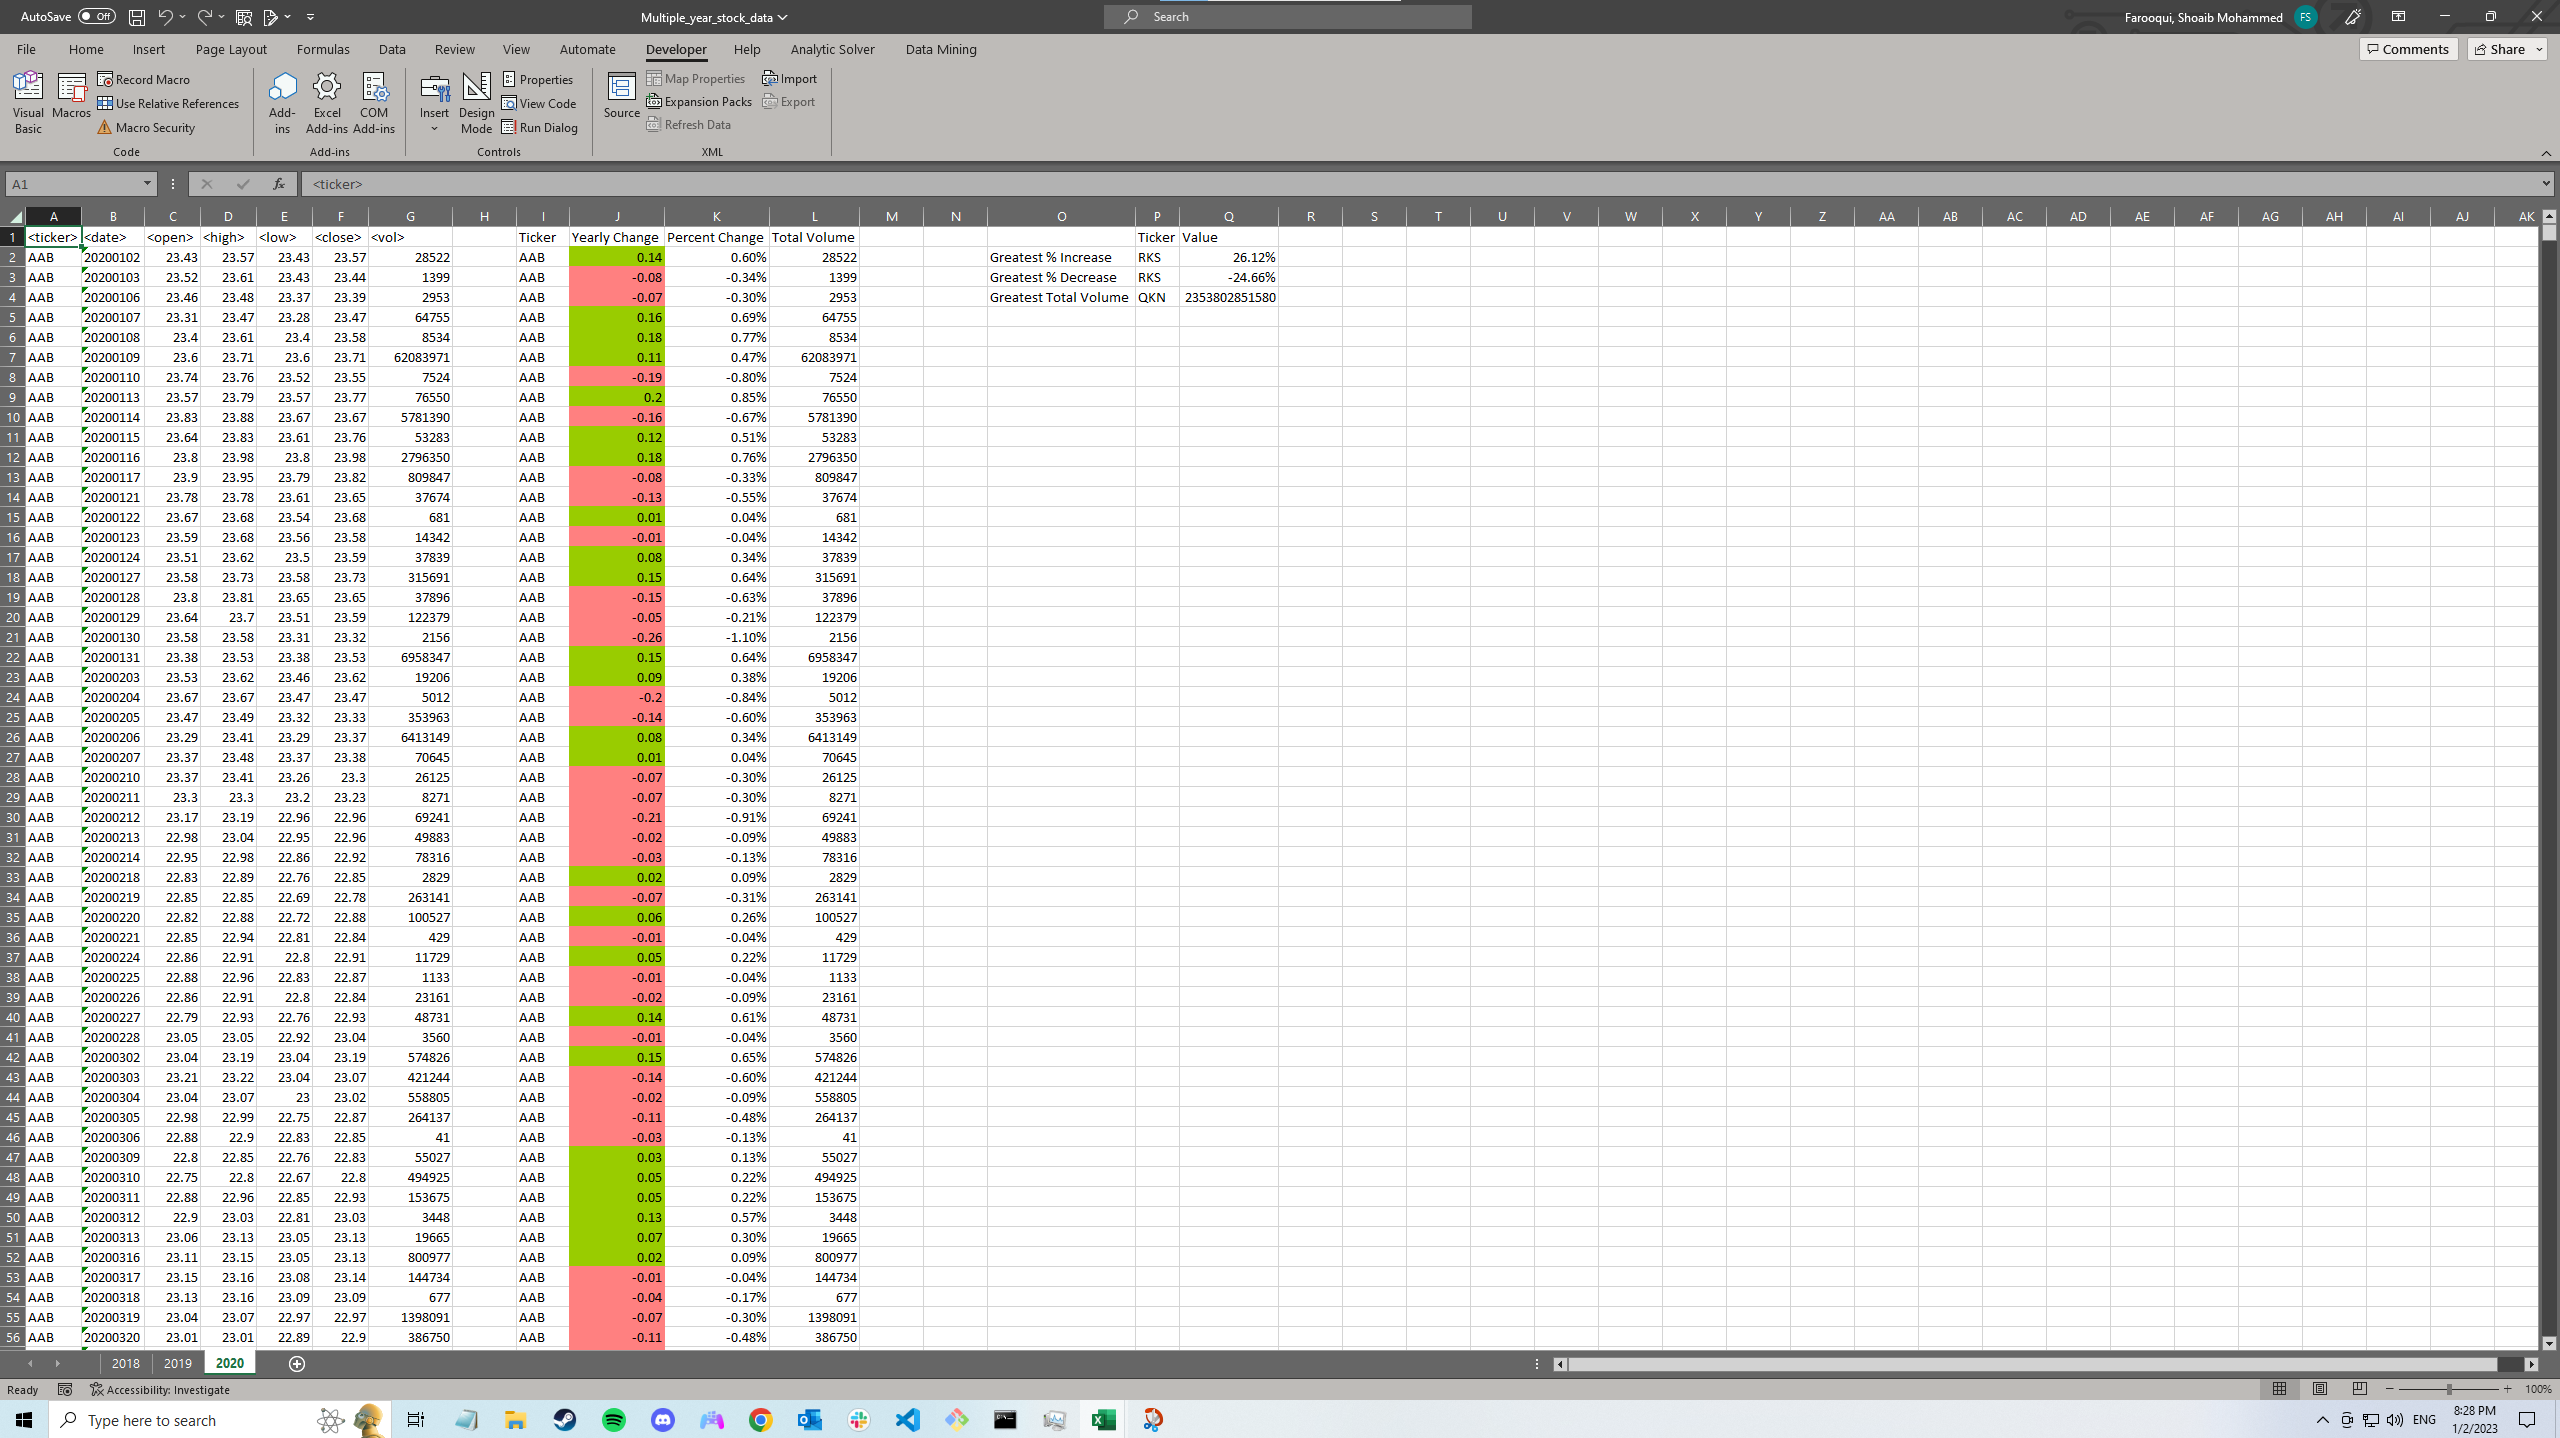 AutoSave Off Multiple_year_stock_data Search Farooqui, Shoaib Mohammed FS
File Home Insert Page Layout Formulas Data Review View Automate Developer Help Analytic Solver Data Mining Comments Share
Visual Basic Macros Record Macro Use Relative References Macro Security Code
Add-ins Excel Add-ins COM Add-ins Add-ins
Insert Design Mode Properties View Code Run Dialog Controls
Source Map Properties Expansion Packs Refresh Data Import Export XML
A1 fx <ticker>
A B C D E F G H I J K L M N O P Q R S T U V W X Y Z AA AB AC AD AE AF AG AH AI AJ AK
1 <ticker> <date> <open> <high> <low> <close> <vol> Ticker Yearly Change Percent Change Total Volume Ticker Value
2 AAB 20200102 23.43 23.57 23.43 23.57 28522 AAB 0.14 0.60% 28522 Greatest % Increase RKS 26.12%
3 AAB 20200103 23.52 23.61 23.43 23.44 1399 AAB -0.08 -0.34% 1399 Greatest % Decrease RKS -24.66%
4 AAB 20200106 23.46 23.48 23.37 23.39 2953 AAB -0.07 -0.30% 2953 Greatest Total Volume QKN 2353802851580
5 AAB 20200107 23.31 23.47 23.28 23.47 64755 AAB 0.16 0.69% 64755
6 AAB 20200108 23.4 23.61 23.4 23.58 8534 AAB 0.18 0.77% 8534
7 AAB 20200109 23.6 23.71 23.6 23.71 62083971 AAB 0.11 0.47% 62083971
8 AAB 20200110 23.74 23.76 23.52 23.55 7524 AAB -0.19 -0.80% 7524
9 AAB 20200113 23.57 23.79 23.57 23.77 76550 AAB 0.2 0.85% 76550
10 AAB 20200114 23.83 23.88 23.67 23.67 5781390 AAB -0.16 -0.67% 5781390
11 AAB 20200115 23.64 23.83 23.61 23.76 53283 AAB 0.12 0.51% 53283
12 AAB 20200116 23.8 23.98 23.8 23.98 2796350 AAB 0.18 0.76% 2796350
13 AAB 20200117 23.9 23.95 23.79 23.82 809847 AAB -0.08 -0.33% 809847
14 AAB 20200121 23.78 23.78 23.61 23.65 37674 AAB -0.13 -0.55% 37674
15 AAB 20200122 23.67 23.68 23.54 23.68 681 AAB 0.01 0.04% 681
16 AAB 20200123 23.59 23.68 23.56 23.58 14342 AAB -0.01 -0.04% 14342
17 AAB 20200124 23.51 23.62 23.5 23.59 37839 AAB 0.08 0.34% 37839
18 AAB 20200127 23.58 23.73 23.58 23.73 315691 AAB 0.15 0.64% 315691
19 AAB 20200128 23.8 23.81 23.65 23.65 37896 AAB -0.15 -0.63% 37896
20 AAB 20200129 23.64 23.7 23.51 23.59 122379 AAB -0.05 -0.21% 122379
21 AAB 20200130 23.58 23.58 23.31 23.32 2156 AAB -0.26 -1.10% 2156
22 AAB 20200131 23.38 23.53 23.38 23.53 6958347 AAB 0.15 0.64% 6958347
23 AAB 20200203 23.53 23.62 23.46 23.62 19206 AAB 0.09 0.38% 19206
24 AAB 20200204 23.67 23.67 23.47 23.47 5012 AAB -0.2 -0.84% 5012
25 AAB 20200205 23.47 23.49 23.32 23.33 353963 AAB -0.14 -0.60% 353963
26 AAB 20200206 23.29 23.41 23.29 23.37 6413149 AAB 0.08 0.34% 6413149
27 AAB 20200207 23.37 23.48 23.37 23.38 70645 AAB 0.01 0.04% 70645
28 AAB 20200210 23.37 23.41 23.26 23.3 26125 AAB -0.07 -0.30% 26125
29 AAB 20200211 23.3 23.3 23.2 23.23 8271 AAB -0.07 -0.30% 8271
30 AAB 20200212 23.17 23.19 22.96 22.96 69241 AAB -0.21 -0.91% 69241
31 AAB 20200213 22.98 23.04 22.95 22.96 49883 AAB -0.02 -0.09% 49883
32 AAB 20200214 22.95 22.98 22.86 22.92 78316 AAB -0.03 -0.13% 78316
33 AAB 20200218 22.83 22.89 22.76 22.85 2829 AAB 0.02 0.09% 2829
34 AAB 20200219 22.85 22.85 22.69 22.78 263141 AAB -0.07 -0.31% 263141
35 AAB 20200220 22.82 22.88 22.72 22.88 100527 AAB 0.06 0.26% 100527
36 AAB 20200221 22.85 22.94 22.81 22.84 429 AAB -0.01 -0.04% 429
37 AAB 20200224 22.86 22.91 22.8 22.91 11729 AAB 0.05 0.22% 11729
38 AAB 20200225 22.88 22.96 22.83 22.87 1133 AAB -0.01 -0.04% 1133
39 AAB 20200226 22.86 22.91 22.8 22.84 23161 AAB -0.02 -0.09% 23161
40 AAB 20200227 22.79 22.93 22.76 22.93 48731 AAB 0.14 0.61% 48731
41 AAB 20200228 23.05 23.05 22.92 23.04 3560 AAB -0.01 -0.04% 3560
42 AAB 20200302 23.04 23.19 23.04 23.19 574826 AAB 0.15 0.65% 574826
43 AAB 20200303 23.21 23.22 23.04 23.07 421244 AAB -0.14 -0.60% 421244
44 AAB 20200304 23.04 23.07 23 23.02 558805 AAB -0.02 -0.09% 558805
45 AAB 20200305 22.98 22.99 22.75 22.87 264137 AAB -0.11 -0.48% 264137
46 AAB 20200306 22.88 22.9 22.83 22.85 41 AAB -0.03 -0.13% 41
47 AAB 20200309 22.8 22.85 22.76 22.83 55027 AAB 0.03 0.13% 55027
48 AAB 20200310 22.75 22.8 22.67 22.8 494925 AAB 0.05 0.22% 494925
49 AAB 20200311 22.88 22.96 22.85 22.93 153675 AAB 0.05 0.22% 153675
50 AAB 20200312 22.9 23.03 22.81 23.03 3448 AAB 0.13 0.57% 3448
51 AAB 20200313 23.06 23.13 23.05 23.13 19665 AAB 0.07 0.30% 19665
52 AAB 20200316 23.11 23.15 23.05 23.13 800977 AAB 0.02 0.09% 800977
53 AAB 20200317 23.15 23.16 23.08 23.14 144734 AAB -0.01 -0.04% 144734
54 AAB 20200318 23.13 23.16 23.09 23.09 677 AAB -0.04 -0.17% 677
55 AAB 20200319 23.04 23.07 22.97 22.97 1398091 AAB -0.07 -0.30% 1398091
56 AAB 20200320 23.01 23.01 22.89 22.9 386750 AAB -0.11 -0.48% 386750
2018 2019 2020
Ready Accessibility: Investigate 100%
Type here to search ENG 8:28 PM
1/2/2023